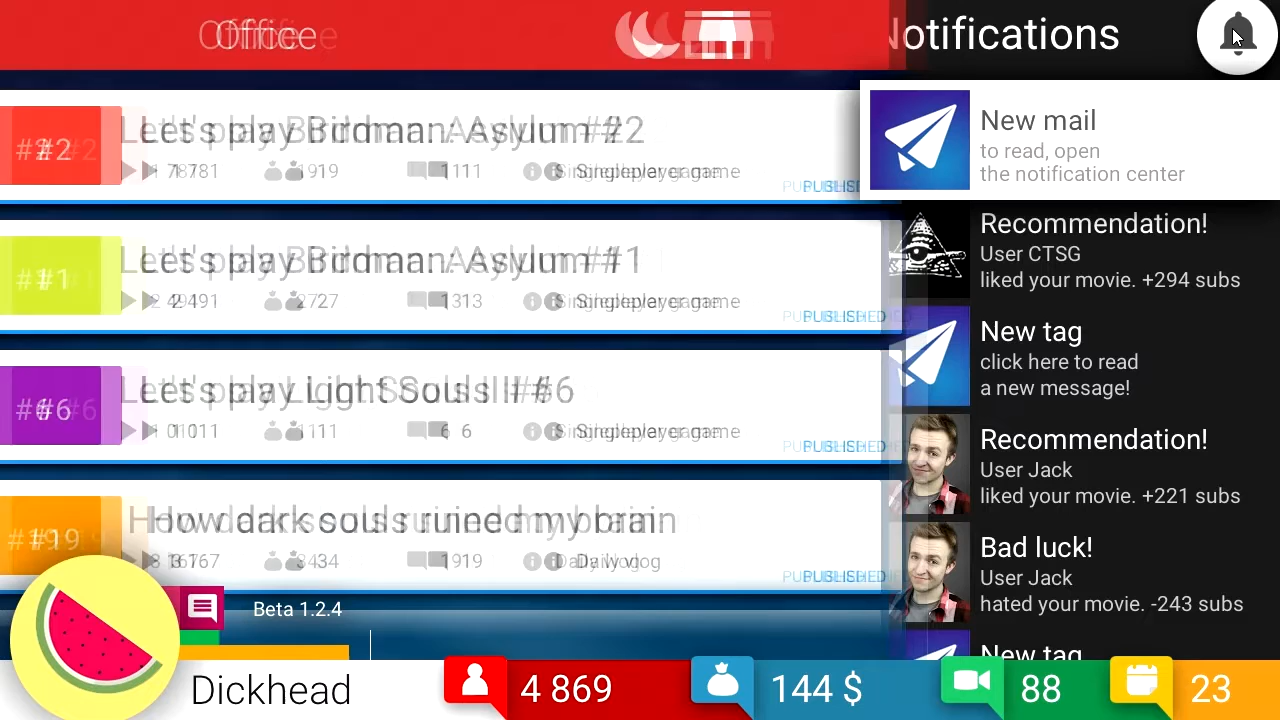 Office
Notifications
#2
Let's play Birdman: Asylum #2
Singleplayer game
PUBLISHED
New mail
to read, open
the notification center
Recommendation!
User CTSG
liked your movie. +294 subs
#1
Let's play Birdman: Asylum #1
Singleplayer game
PUBLISHED
New tag
click here to read
a new message!
#6
Let's play Light Souls III #6
6
Singleplayer game
PUBLISHED
Recommendation!
User Jack
liked your movie. +221 subs
#19
How dark souls ruined my brain
19
Daily vlog
PUBLISHED
Bad luck!
User Jack
hated your movie. -243 subs
Beta 1.2.4
New tag
Dickhead
4 869
144 $
88
23